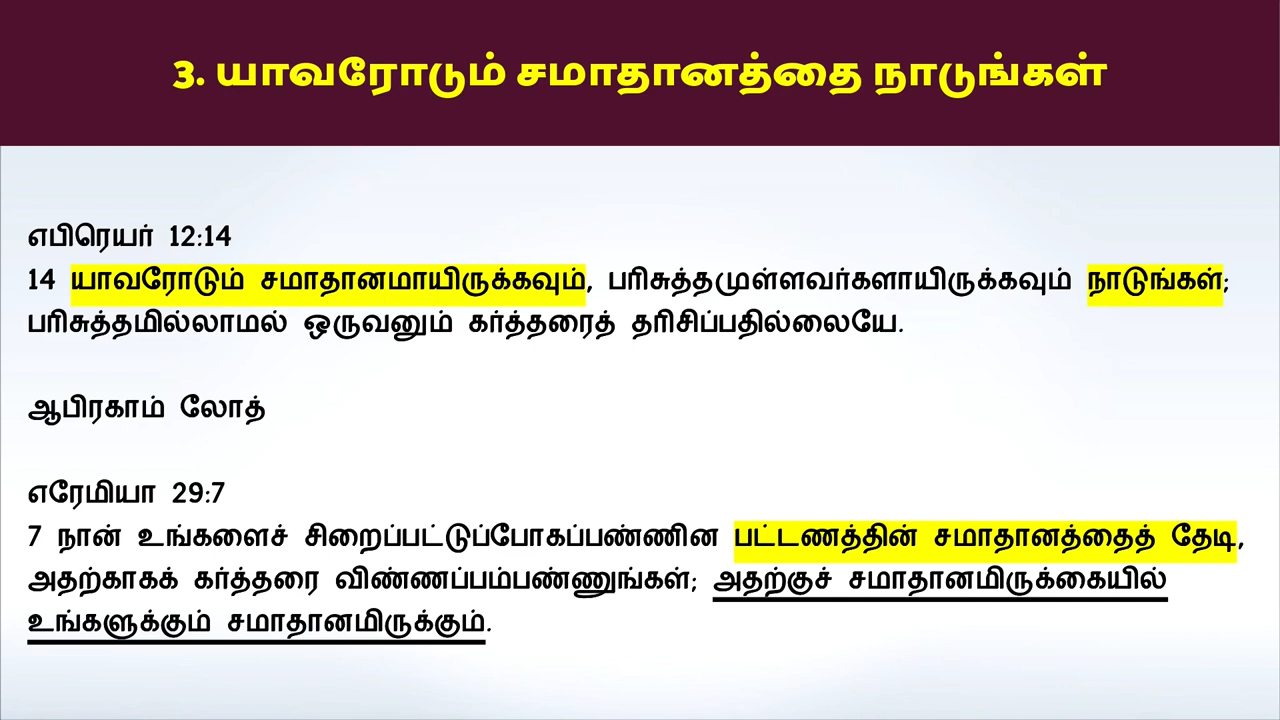 3. யாவரோடும் சமாதானத்தை நாடுங்கள்
எபிரெயர் 12:14
14 யாவரோடும் சமாதானமாயிருக்கவும், பரிசுத்தமுள்ளவர்களாயிருக்கவும் நாடுங்கள்;
பரிசுத்தமில்லாமல் ஒருவனும் கர்த்தரைத் தரிசிப்பதில்லையே.
ஆபிரகாம் லோத்
எரேமியா 29:7
7 நான் உங்களைச் சிறைப்பட்டுப்போகப்பண்ணின பட்டணத்தின் சமாதானத்தைத் தேடி,
அதற்காகக் கர்த்தரை விண்ணப்பம்பண்ணுங்கள்; அதற்குச் சமாதானமிருக்கையில்
உங்களுக்கும் சமாதானமிருக்கும்.